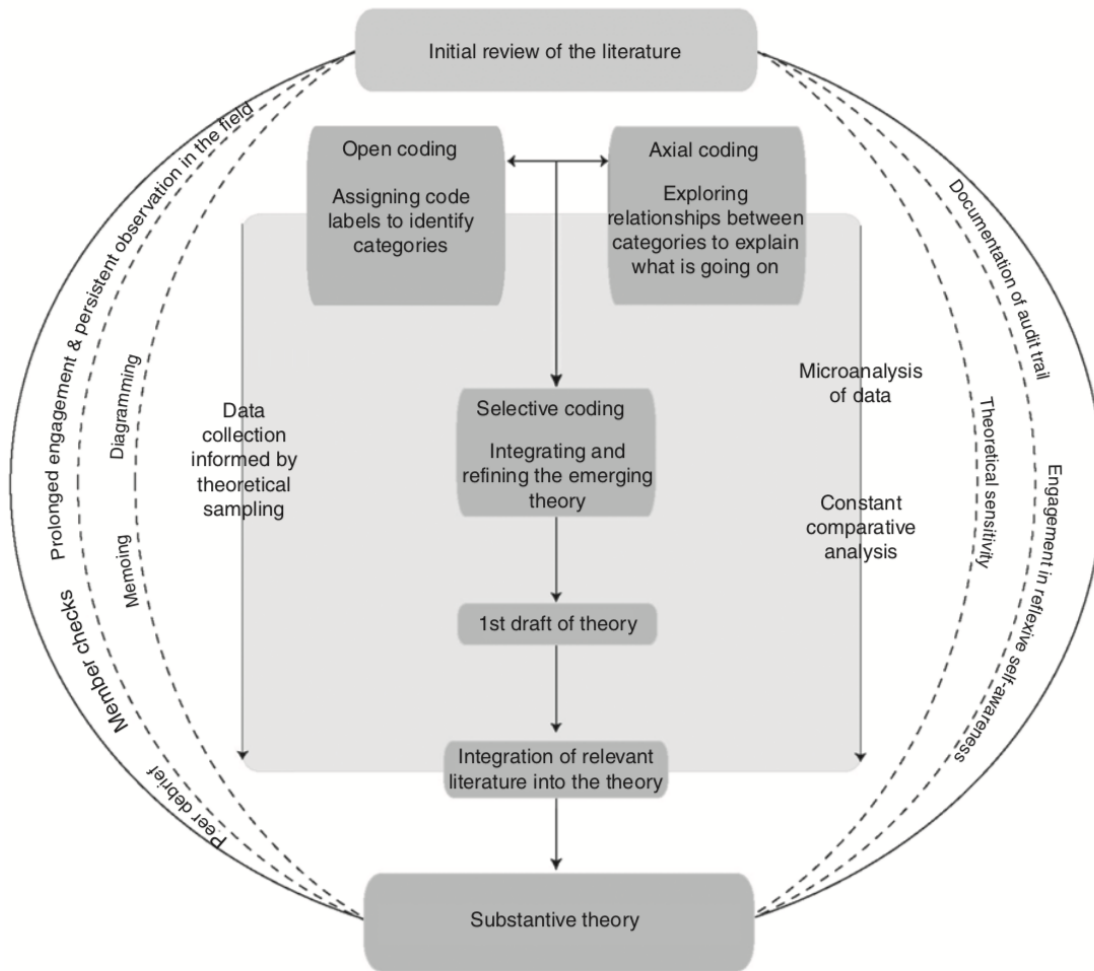 Initial review of the literature
Open coding
Assigning code
labels to identify
categories
Axial coding
Exploring
relationships between
categories to explain
what is going on
Prolonged engagement & persistent observation in the field
Member checks
Peer debrief
Diagramming
Memoing
Data
collection
informed by
theoretical
sampling
Selective coding
Integrating and
refining the emerging
theory
Microanalysis
of data
Constant
comparative
analysis
Theoretical sensitivity
Documentation of audit trail
Engagement in reflexive self-awareness
1st draft of theory
Integration of relevant
literature into the theory
Substantive theory